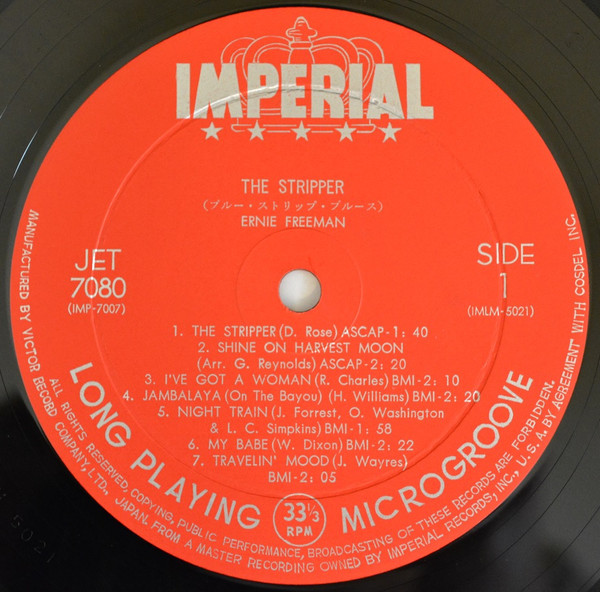 IMPERIAL
THE STRIPPER
(ブルー・ストリップ・ブルース)
ERNIE FREEMAN
JET
7080
(IMP-7007)
SIDE
1
(IMLM-5021)
1. THE STRIPPER (D. Rose) ASCAP-1: 40
2. SHINE ON HARVEST MOON
(Arr. G. Reynolds) ASCAP-2: 20
3. I'VE GOT A WOMAN (R. Charles) BMI-2: 10
4. JAMBALAYA (On The Bayou) (H. Williams) BMI-2: 20
5. NIGHT TRAIN (J. Forrest, O. Washington
& L. C. Simpkins) BMI-1: 58
6. MY BABE (W. Dixon) BMI-2: 22
7. TRAVELIN' MOOD (J. Wayres)
BMI-2: 05
LONG PLAYING 33 1/3 RPM MICROGROOVE
MANUFACTURED BY VICTOR RECORD COMPANY, LTD., JAPAN. FROM A MASTER RECORDING OWNED BY IMPERIAL RECORDS, INC., U. S. A. BY AGREEMENT WITH COSDEL INC.
ALL RIGHTS RESERVED, COPYING, PUBLIC PERFORMANCE, BROADCASTING OF THESE RECORDS ARE FORBIDDEN.